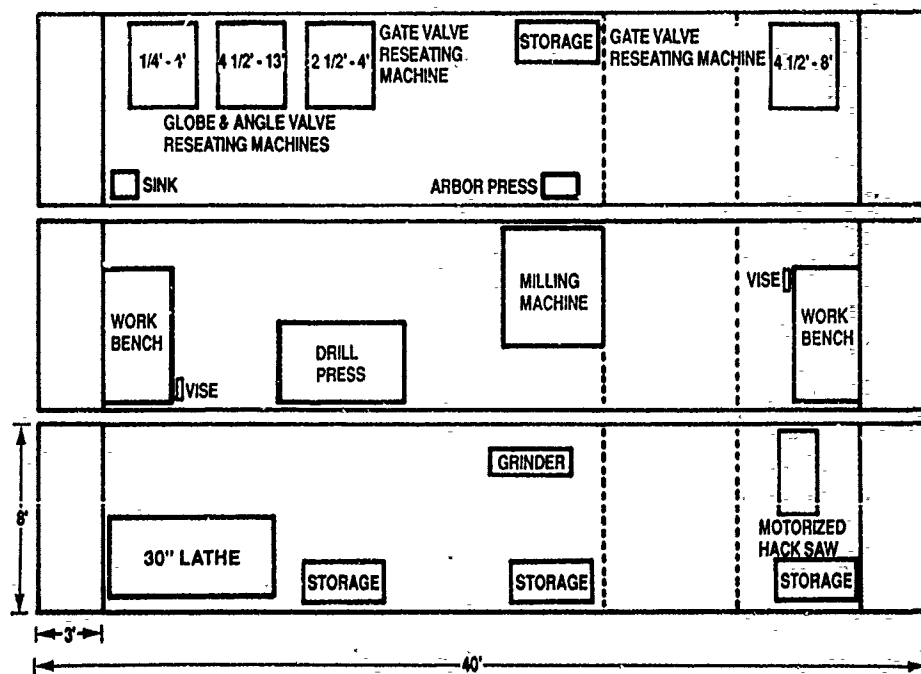 1/4' - 4'
4 1/2' - 13'
2 1/2' - 4'
GATE VALVE
RESEATING
MACHINE
STORAGE
GATE VALVE
RESEATING MACHINE
4 1/2' - 8'
GLOBE & ANGLE VALVE
RESEATING MACHINES
SINK
ARBOR PRESS
WORK
BENCH
VISE
DRILL
PRESS
MILLING
MACHINE
VISE
WORK
BENCH
8'
30" LATHE
STORAGE
GRINDER
STORAGE
MOTORIZED
HACK SAW
STORAGE
3'
40'